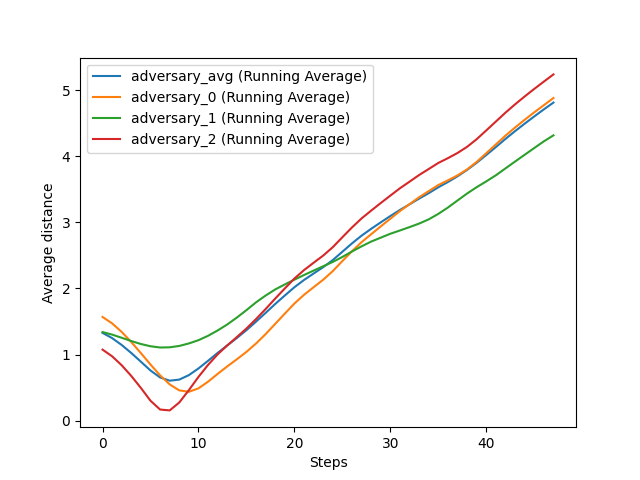 adversary_avg (Running Average)
adversary_0 (Running Average)
adversary_1 (Running Average)
adversary_2 (Running Average)
Average distance
5
4
3
2
1
0
0 10 20 30 40
Steps